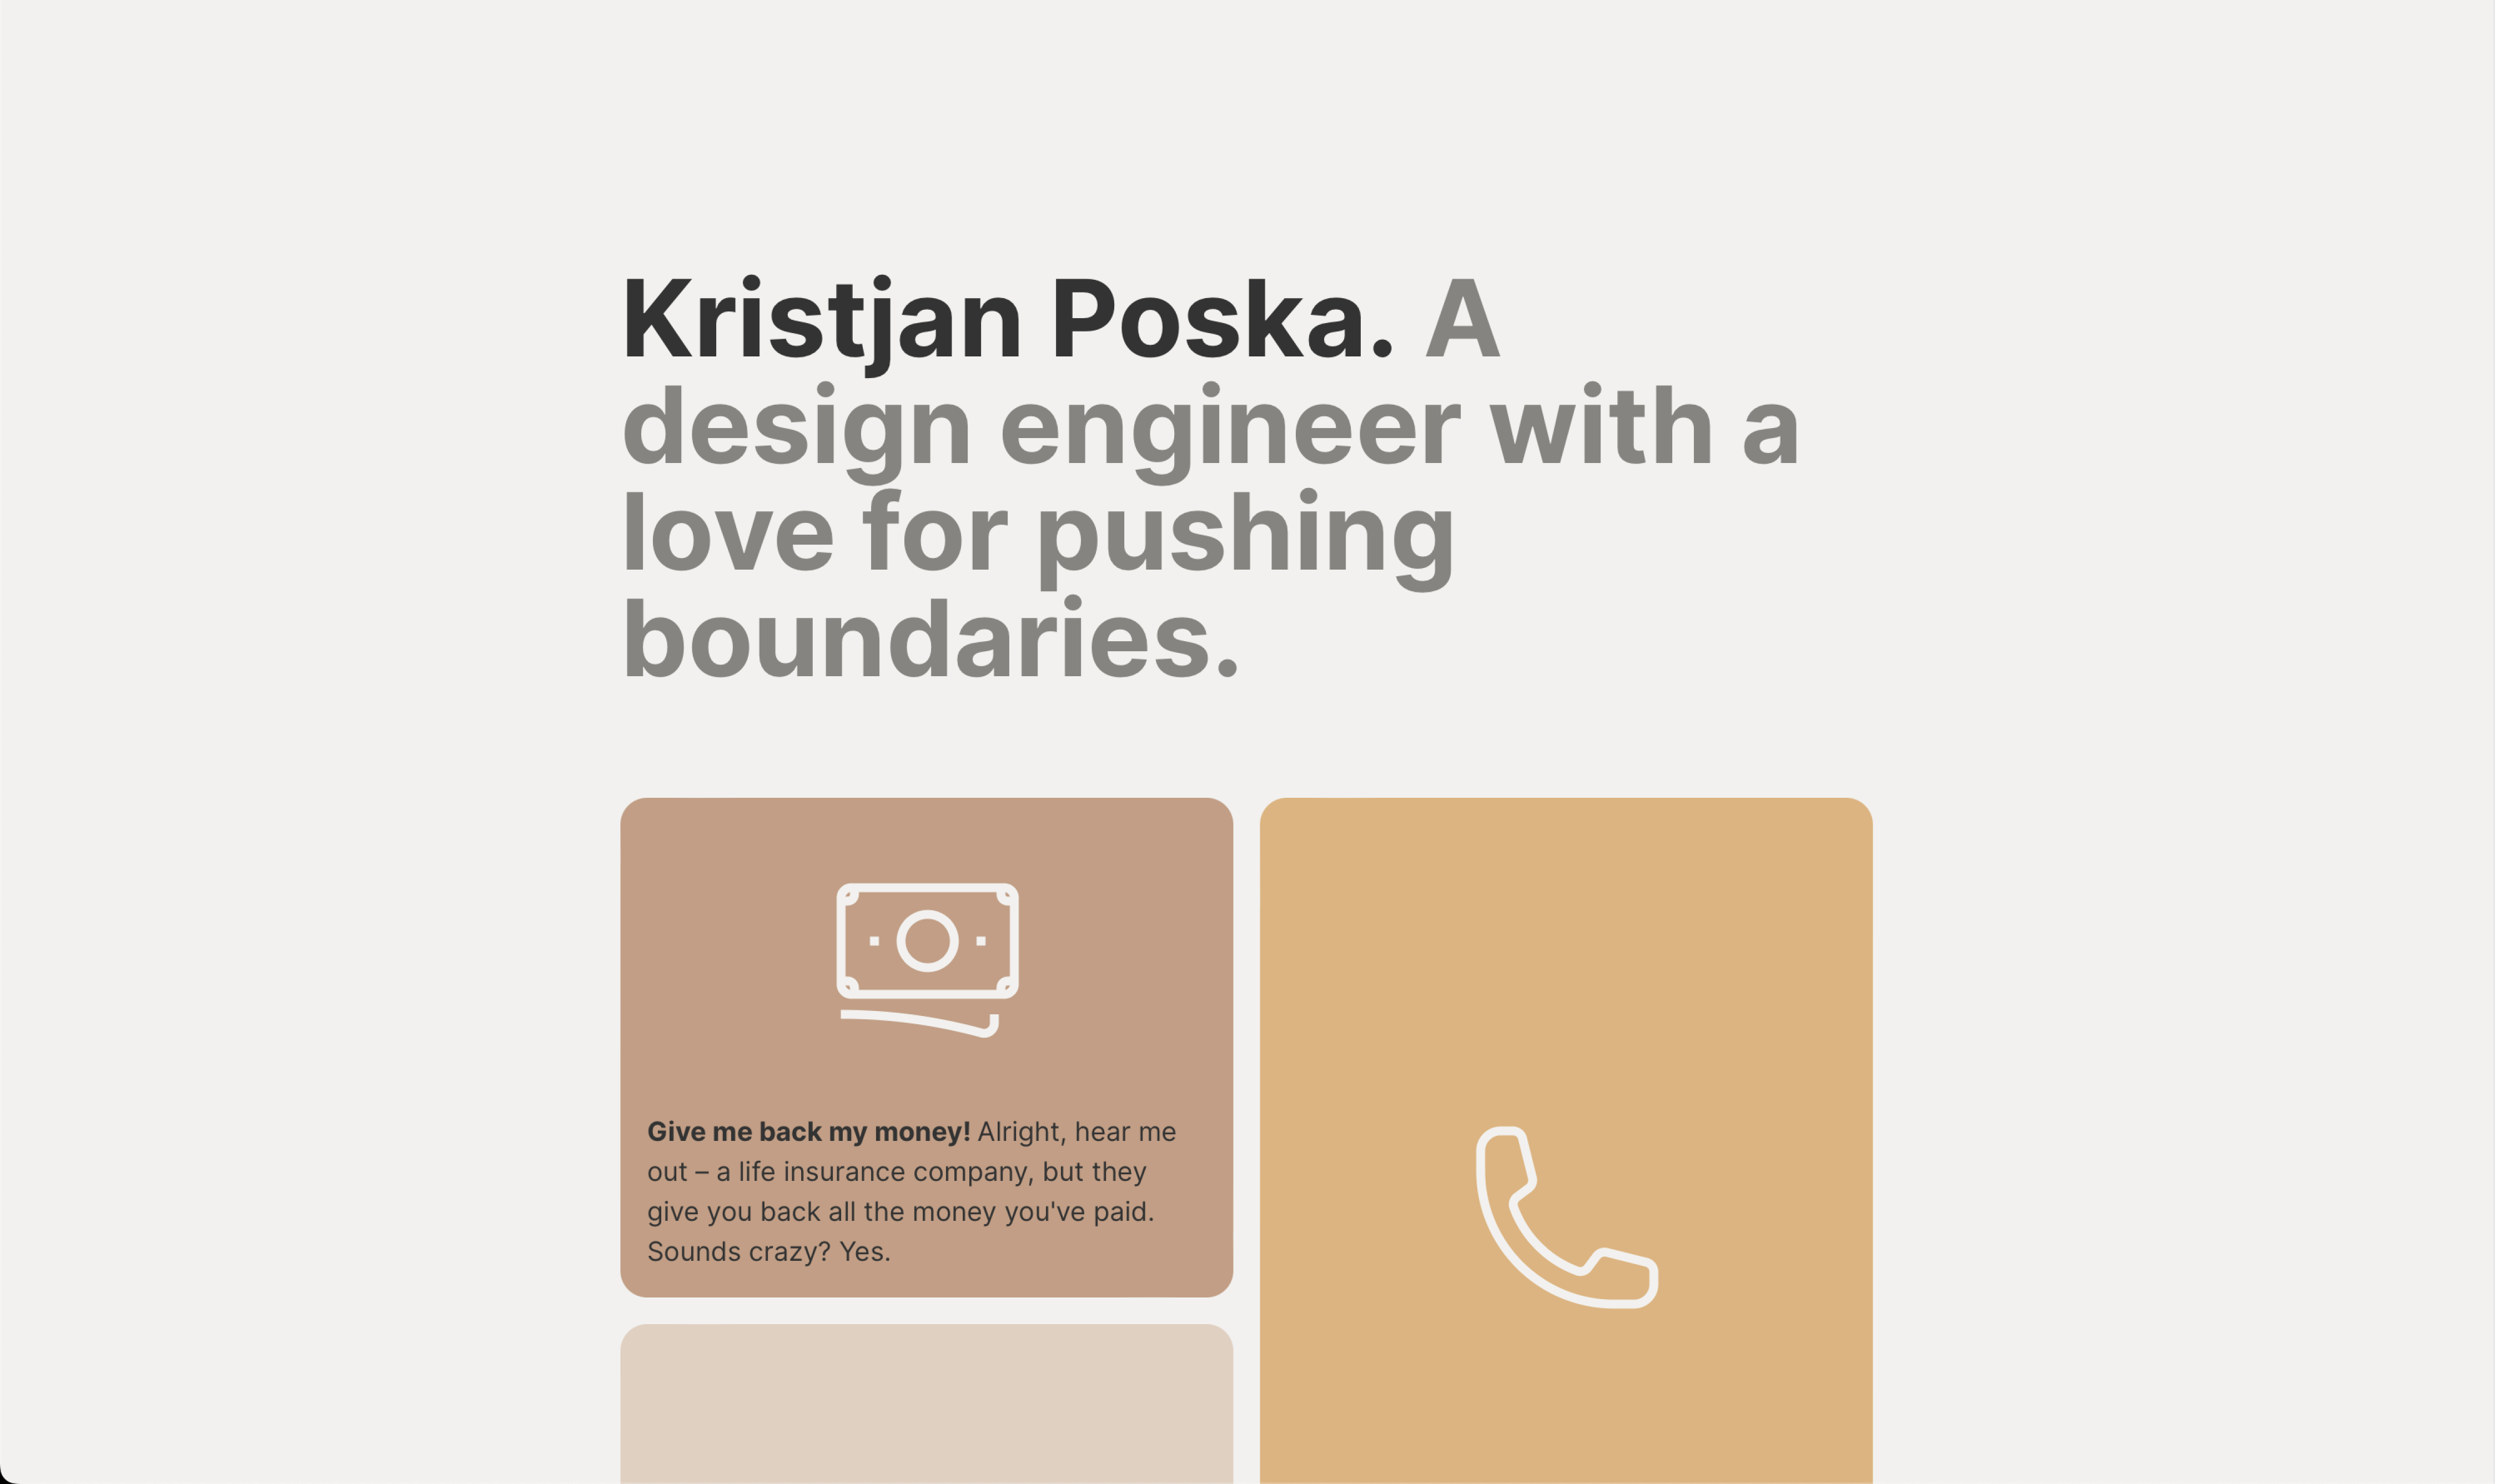 Kristjan Poska. A
design engineer with a
love for pushing
boundaries.
Give me back my money! Alright, hear me
out – a life insurance company, but they
give you back all the money you've paid.
Sounds crazy? Yes.